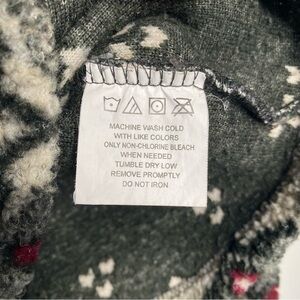 MACHINE WASH COLD
WITH LIKE COLORS
ONLY NON-CHLORINE BLEACH
WHEN NEEDED
TUMBLE DRY LOW
REMOVE PROMPTLY
DO NOT IRON